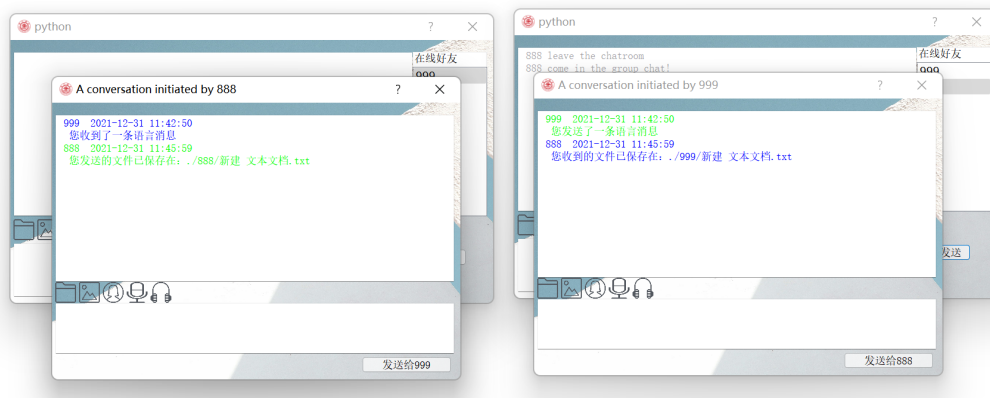 python
?
在线好友
999
A conversation initiated by 888
?
999 2021-12-31 11:42:50
您收到了一条语言消息
888 2021-12-31 11:45:59
您发送的文件已保存在：./888/新建 文本文档.txt
发送给999
python
?
888 leave the chatroom
888 come in the group chat!
在线好友
999
A conversation initiated by 999
?
999 2021-12-31 11:42:50
您发送了一条语言消息
888 2021-12-31 11:45:59
您收到的文件已保存在：./999/新建 文本文档.txt
发送
发送给888